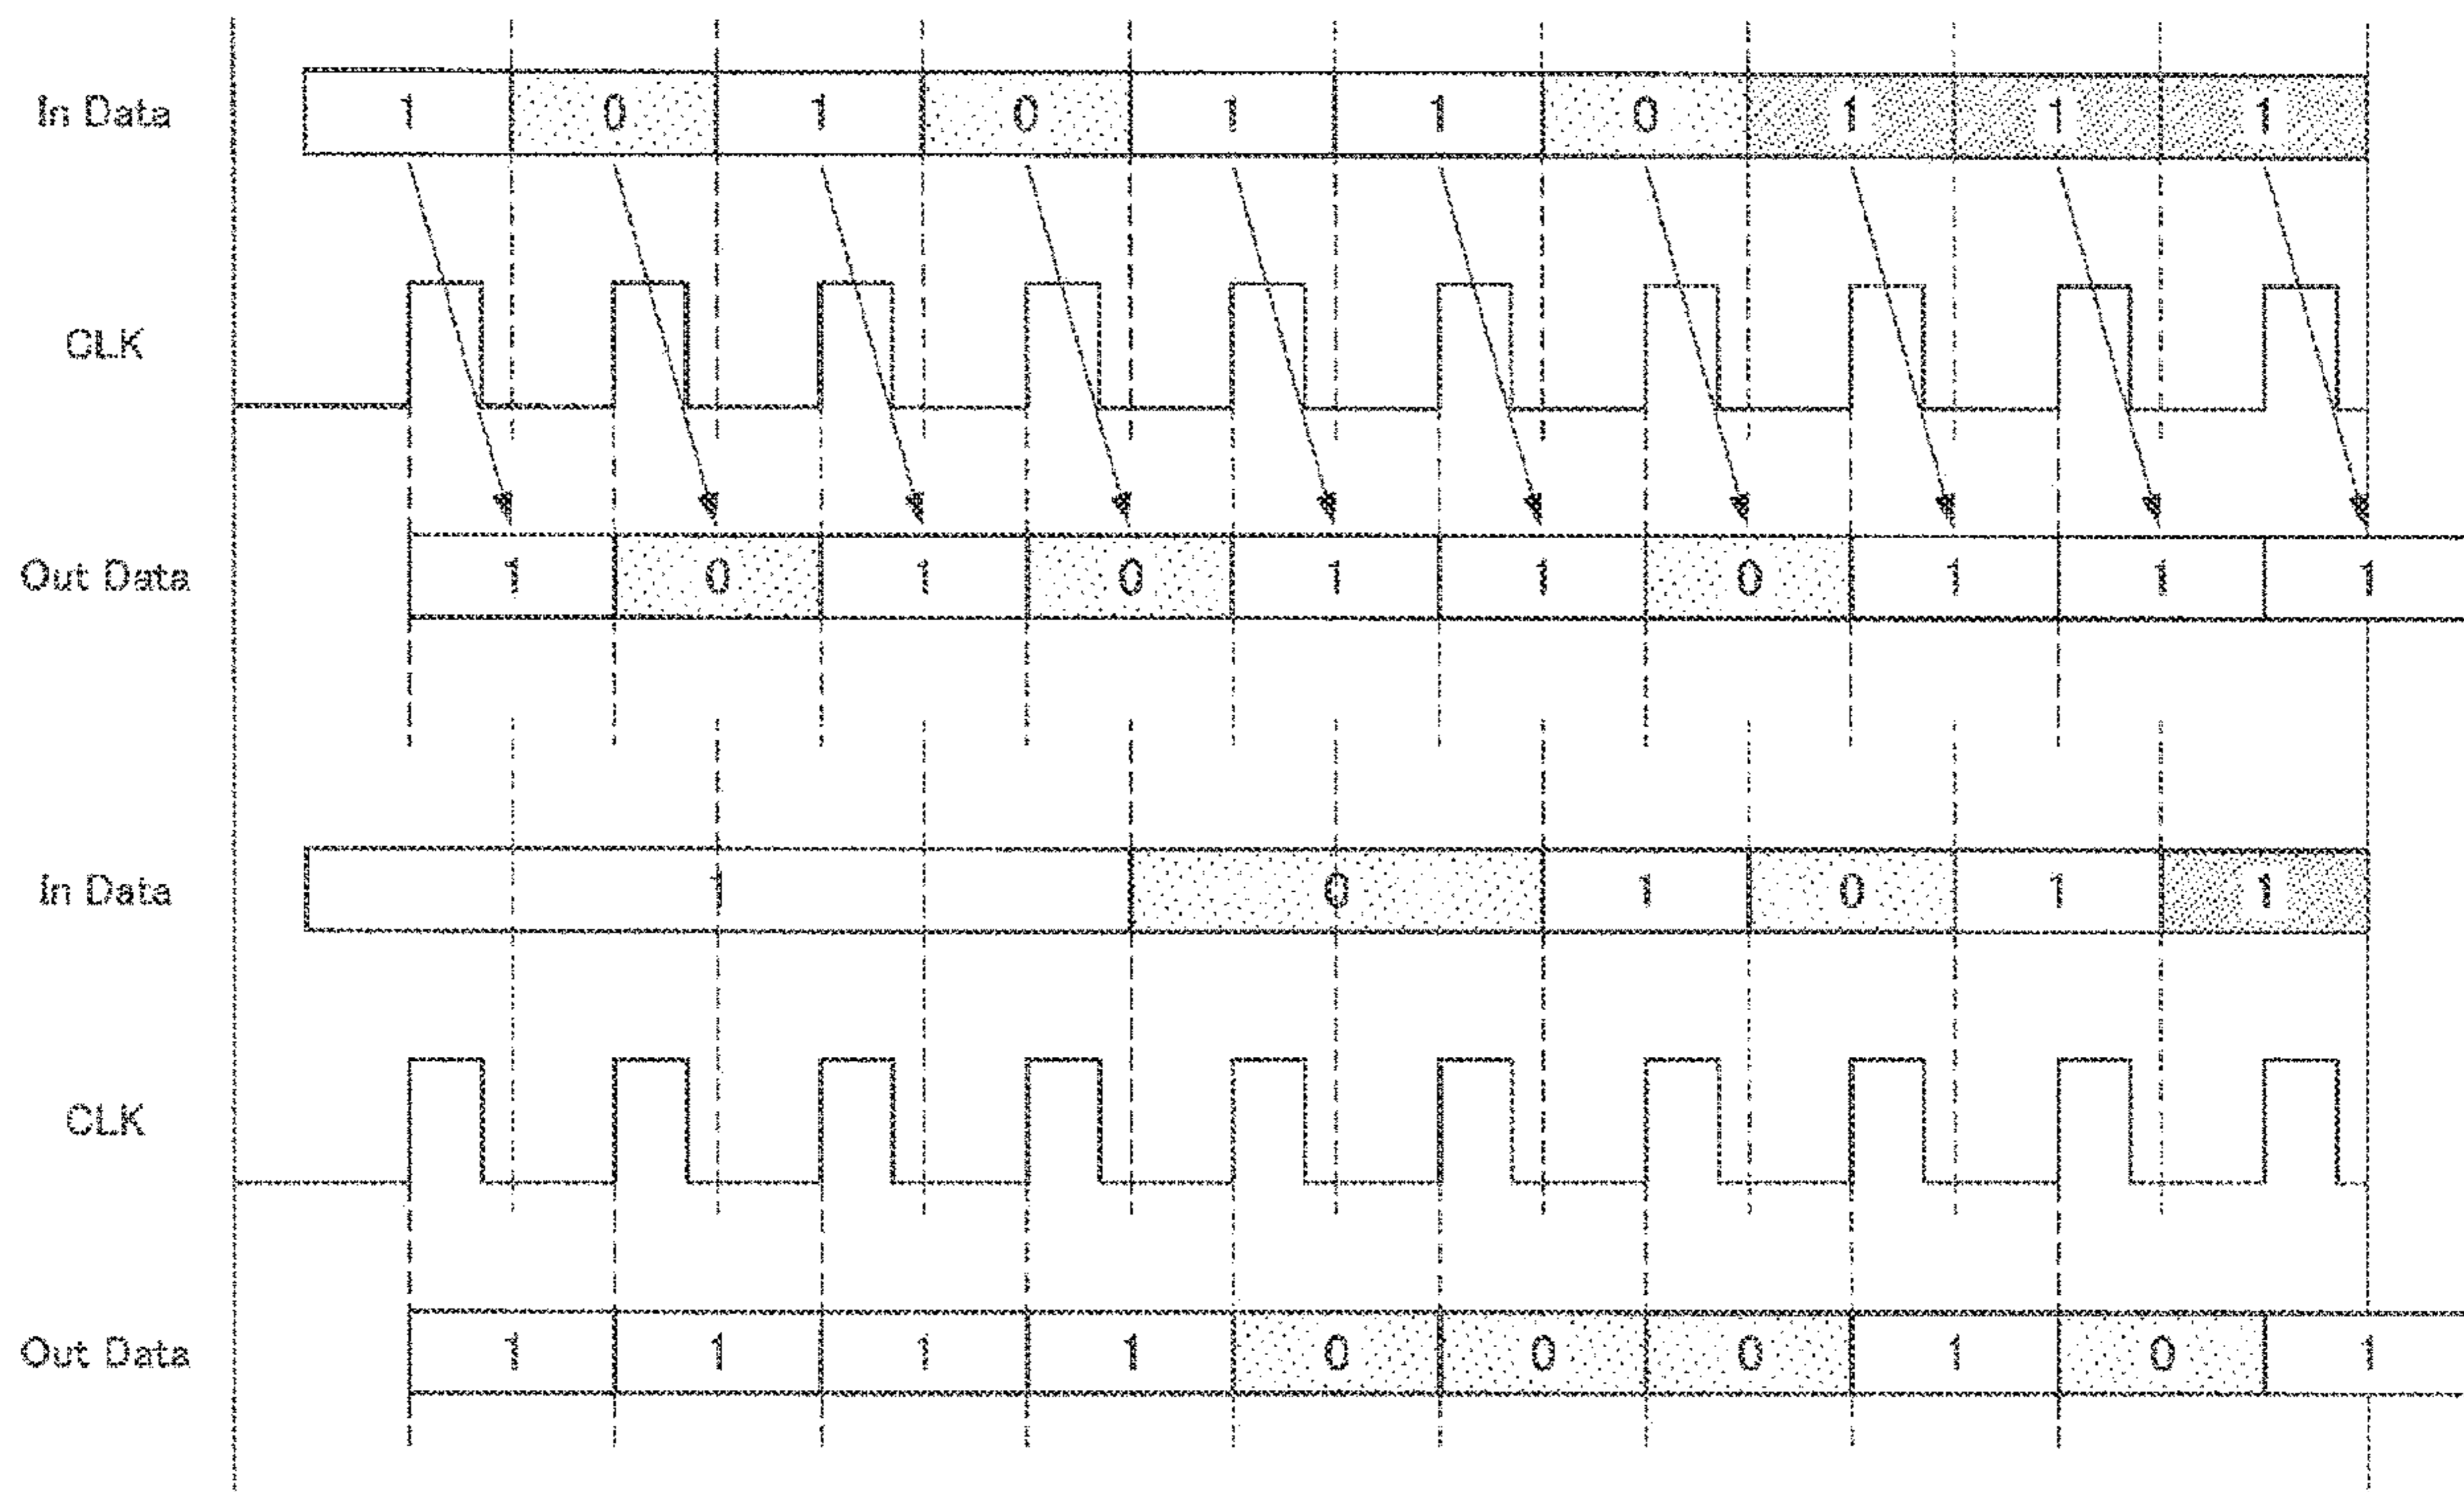 In Data 1 0 1 0 1 1 0 1 1 1
CLK
Out Data 1 0 1 0 1 1 0 1 1 1
In Data 1 0 1 0 1 1
CLK
Out Data 1 1 1 1 0 0 0 1 0 1